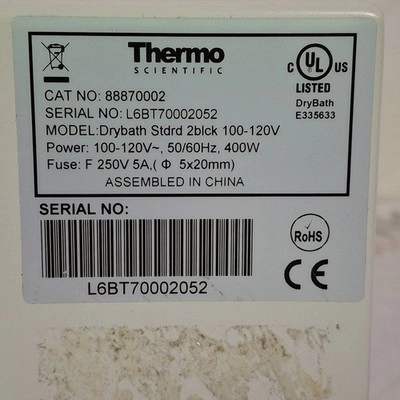 Thermo
SCIENTIFIC
C UL US
LISTED
DryBath
E335633
CAT NO: 88870002
SERIAL NO: L6BT70002052
MODEL:Drybath Stdrd 2blck 100-120V
Power: 100-120V~, 50/60Hz, 400W
Fuse: F 250V 5A,( Φ 5x20mm)
ASSEMBLED IN CHINA
SERIAL NO:
L6BT70002052
RoHS
CE